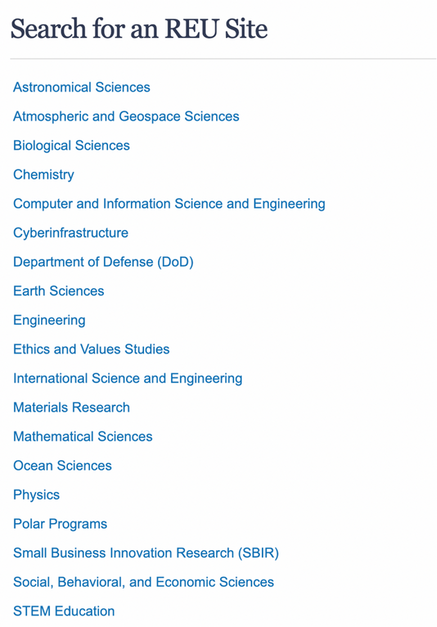 Search for an REU Site
Astronomical Sciences
Atmospheric and Geospace Sciences
Biological Sciences
Chemistry
Computer and Information Science and Engineering
Cyberinfrastructure
Department of Defense (DoD)
Earth Sciences
Engineering
Ethics and Values Studies
International Science and Engineering
Materials Research
Mathematical Sciences
Ocean Sciences
Physics
Polar Programs
Small Business Innovation Research (SBIR)
Social, Behavioral, and Economic Sciences
STEM Education